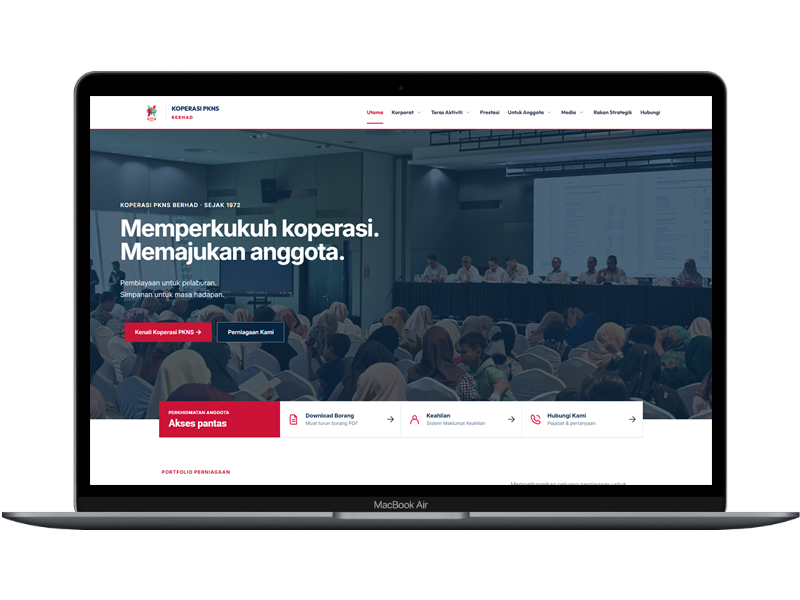 KOPERASI PKNS
BERHAD
Utama Korporat Teras Aktiviti Prestasi Untuk Anggota Media Rakan Strategik Hubungi
KOPERASI PKNS BERHAD · SEJAK 1972
Memperkukuh koperasi.
Memajukan anggota.
Pembiayaan untuk pelaburan.
Simpanan untuk masa hadapan.
Kenali Koperasi PKNS → Perniagaan Kami
PERKHIDMATAN ANGGOTA
Akses pantas
Download Borang
Muat turun borang PDF
Keahlian
Sistem Maklumat Keahlian
Hubungi Kami
Pejabat & pertanyaan
PORTFOLIO PERNIAGAAN
MacBook Air